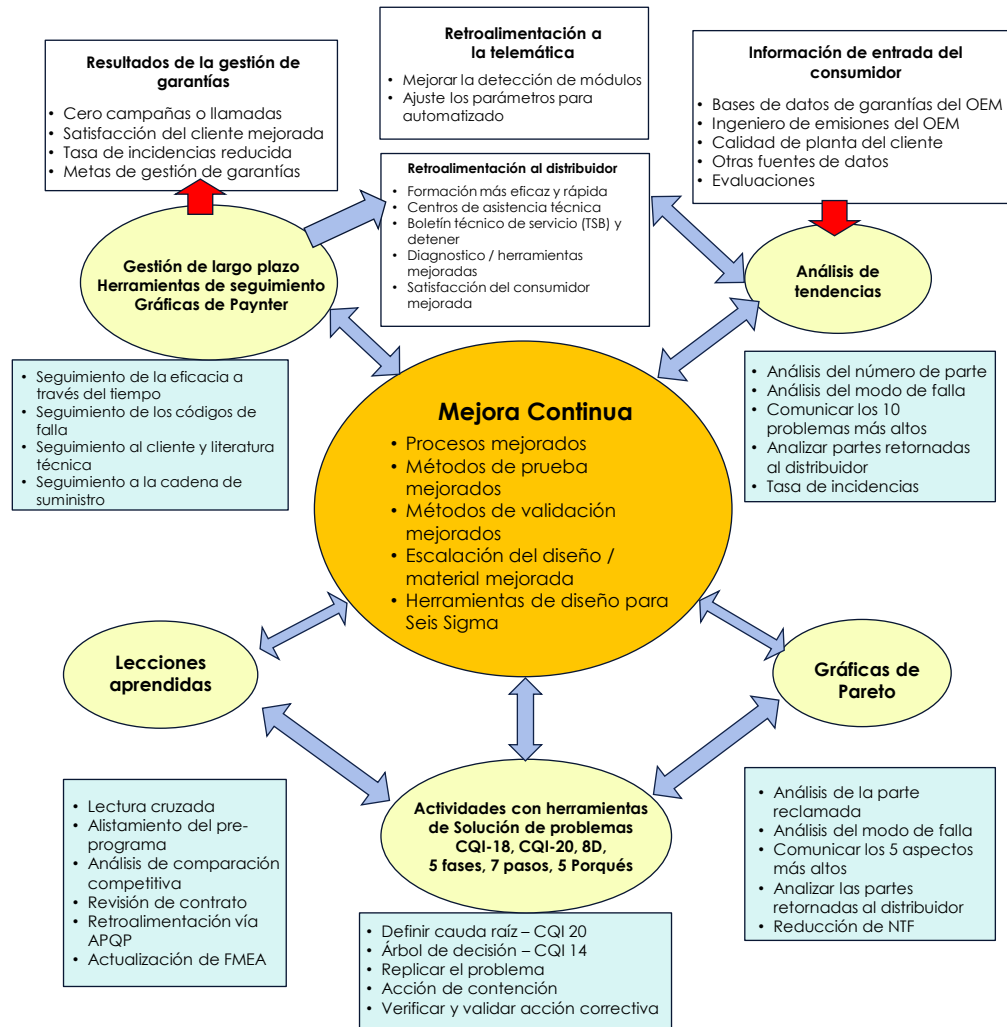 Resultados de la gestión de
garantías
• Cero campañas o llamadas
• Satisfacción del cliente mejorada
• Tasa de incidencias reducida
• Metas de gestión de garantías
Retroalimentación a
la telemática
• Mejorar la detección de módulos
• Ajuste los parámetros para
automatizado
Información de entrada del
consumidor
• Bases de datos de garantías del OEM
• Ingeniero de emisiones del OEM
• Calidad de planta del cliente
• Otras fuentes de datos
• Evaluaciones
Retroalimentación al distribuidor
• Formación más eficaz y rápida
• Centros de asistencia técnica
• Boletín técnico de servicio (TSB) y
detener
• Diagnostico / herramientas
mejoradas
• Satisfacción del consumidor
mejorada
Gestión de largo plazo
Herramientas de seguimiento
Gráficas de Paynter
Análisis de
tendencias
• Seguimiento de la eficacia a
través del tiempo
• Seguimiento de los códigos de
falla
• Seguimiento al cliente y literatura
técnica
• Seguimiento a la cadena de
suministro
Mejora Continua
• Procesos mejorados
• Métodos de prueba
mejorados
• Métodos de validación
mejorados
• Escalación del diseño /
material mejorada
• Herramientas de diseño para
Seis Sigma
• Análisis del número de parte
• Análisis del modo de falla
• Comunicar los 10
problemas más altos
• Analizar partes retornadas
al distribuidor
• Tasa de incidencias
Lecciones
aprendidas
Gráficas de
Pareto
• Lectura cruzada
• Alistamiento del pre-
programa
• Análisis de comparación
competitiva
• Revisión de contrato
• Retroalimentación vía
APQP
• Actualización de FMEA
Actividades con herramientas
de Solución de problemas
CQI-18, CQI-20, 8D,
5 fases, 7 pasos, 5 Porqués
• Definir cauda raíz – CQI 20
• Árbol de decisión – CQI 14
• Replicar el problema
• Acción de contención
• Verificar y validar acción correctiva
• Análisis de la parte
reclamada
• Análisis del modo de falla
• Comunicar los 5 aspectos
más altos
• Analizar las partes
retornadas al distribuidor
• Reducción de NTF